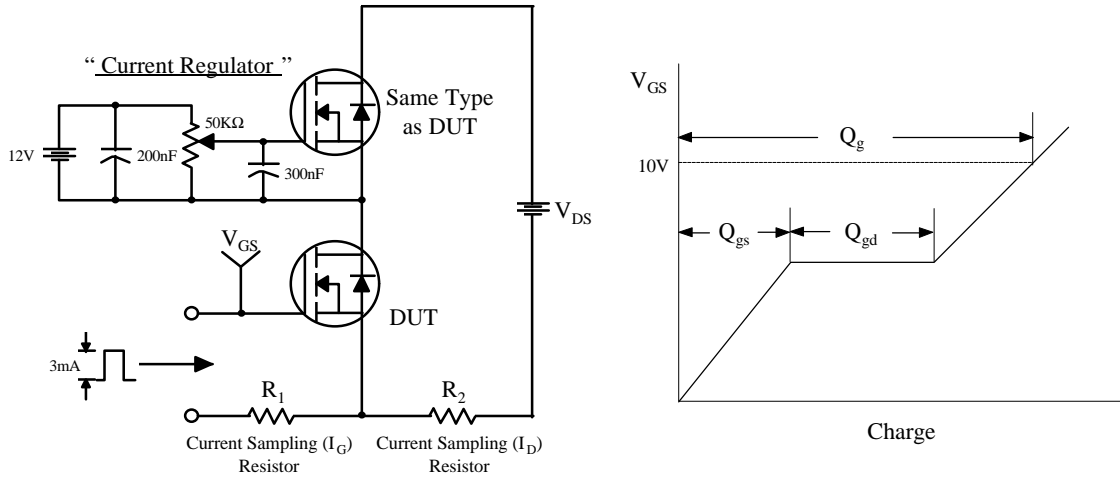 “ Current Regulator ”
12V
200nF
50KΩ
300nF
Same Type
as DUT
V_DS
V_GS
DUT
3mA
R_1
R_2
Current Sampling (I_G)
Resistor
Current Sampling (I_D)
Resistor
V_GS
Q_g
10V
Q_gs
Q_gd
Charge